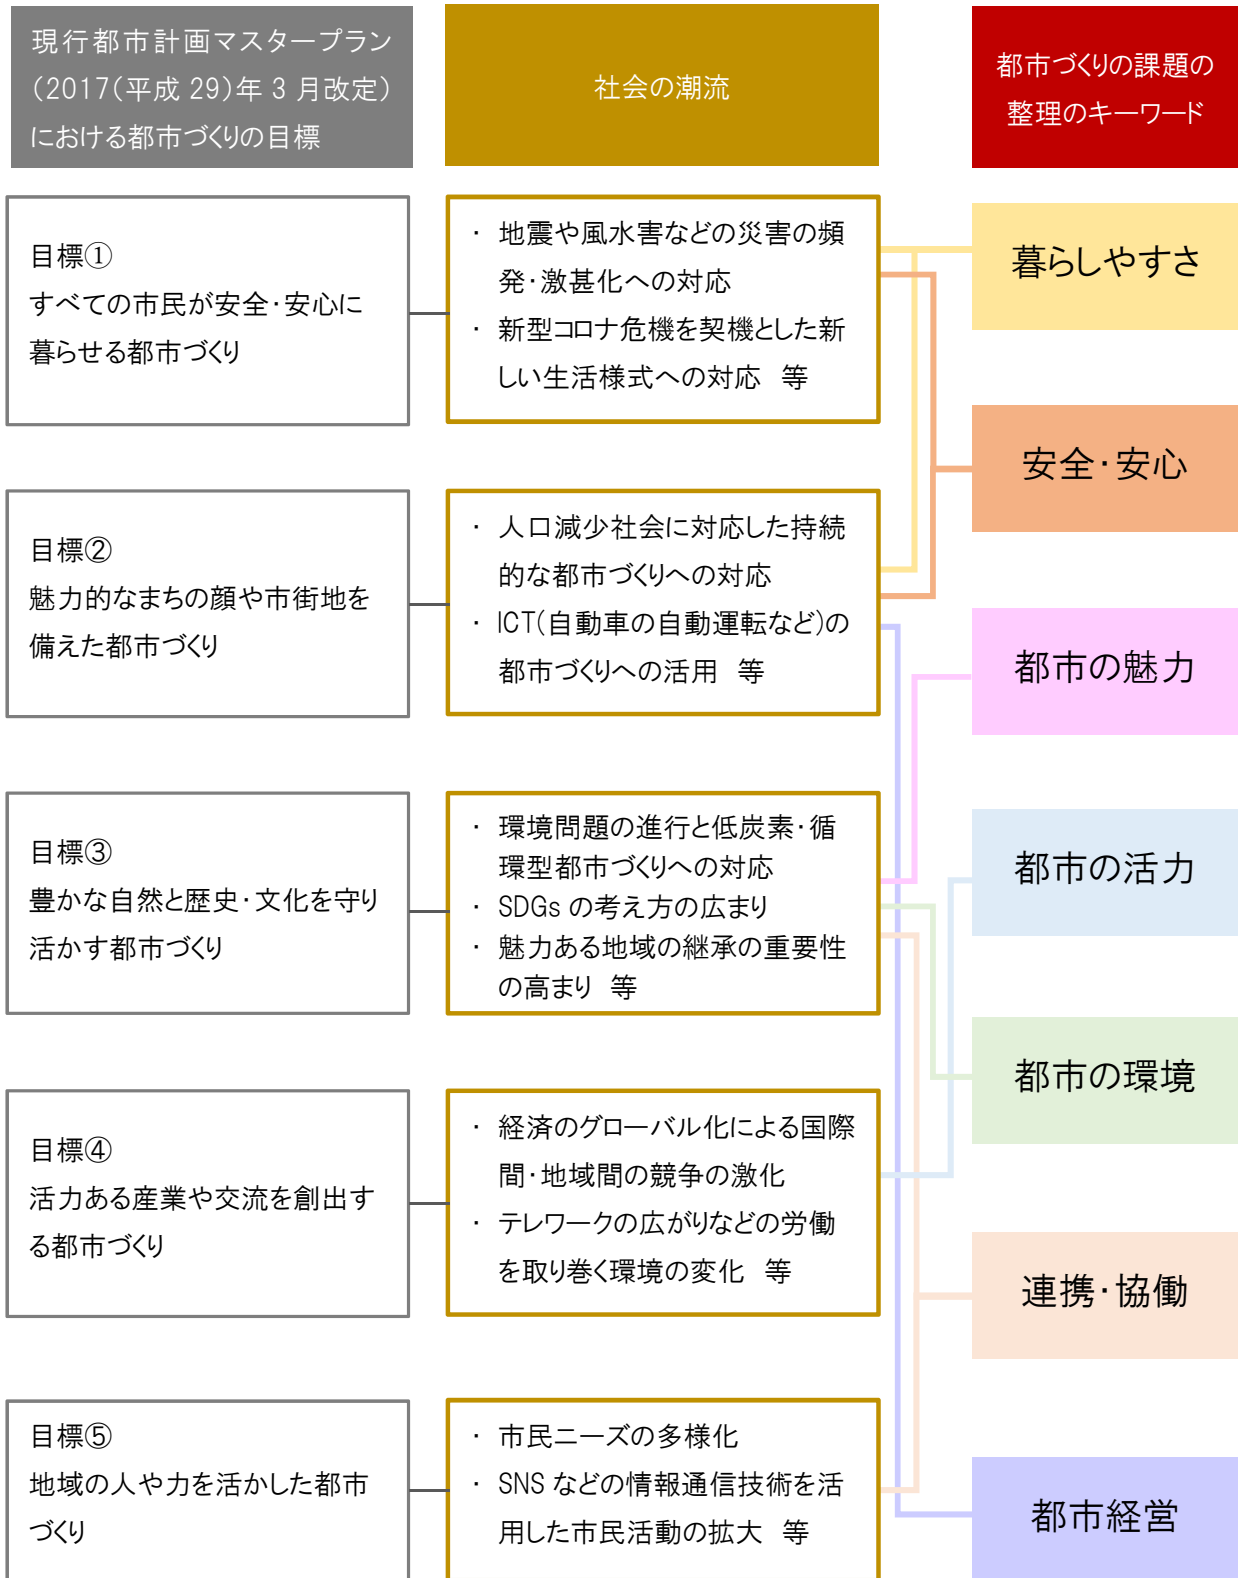 現行都市計画マスタープラン
(2017(平成 29)年 3 月改定)
における都市づくりの目標
社会の潮流
都市づくりの課題の
整理のキーワード
目標①
すべての市民が安全・安心に
暮らせる都市づくり
・ 地震や風水害などの災害の頻
発・激甚化への対応
・ 新型コロナ危機を契機とした新
しい生活様式への対応 等
暮らしやすさ
安全・安心
目標②
魅力的なまちの顔や市街地を
備えた都市づくり
・ 人口減少社会に対応した持続
的な都市づくりへの対応
・ ICT(自動車の自動運転など)の
都市づくりへの活用 等
都市の魅力
目標③
豊かな自然と歴史・文化を守り
活かす都市づくり
・ 環境問題の進行と低炭素・循
環型都市づくりへの対応
・ SDGs の考え方の広まり
・ 魅力ある地域の継承の重要性
の高まり 等
都市の活力
都市の環境
目標④
活力ある産業や交流を創出す
る都市づくり
・ 経済のグローバル化による国際
間・地域間の競争の激化
・ テレワークの広がりなどの労働
を取り巻く環境の変化 等
連携・協働
目標⑤
地域の人や力を活かした都市
づくり
・ 市民ニーズの多様化
・ SNS などの情報通信技術を活
用した市民活動の拡大 等
都市経営